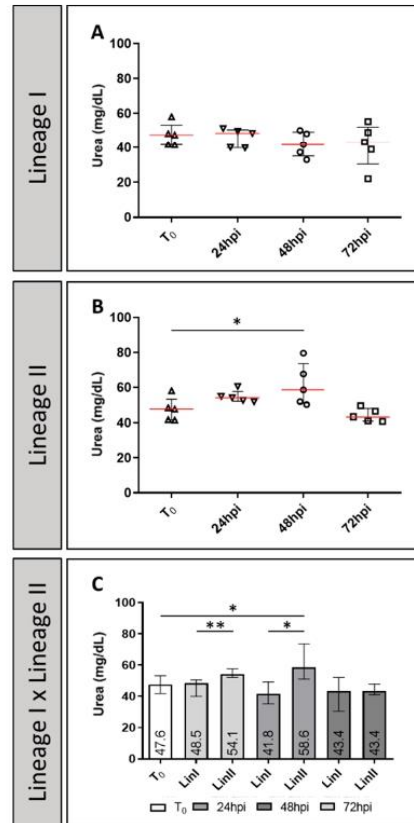 Lineage I
A
Urea (mg/dL)
100
80
60
40
20
0
T0
24hpi
48hpi
72hpi
Lineage II
B
Urea (mg/dL)
100
80
60
40
20
0
*
T0
24hpi
48hpi
72hpi
Lineage I x Lineage II
C
Urea (mg/dL)
100
80
60
40
20
0
*
**
*
47.6
48.5
54.1
41.8
58.6
43.4
43.4
T0
LinI
LinII
LinI
LinII
LinI
LinII
T0 24hpi 48hpi 72hpi